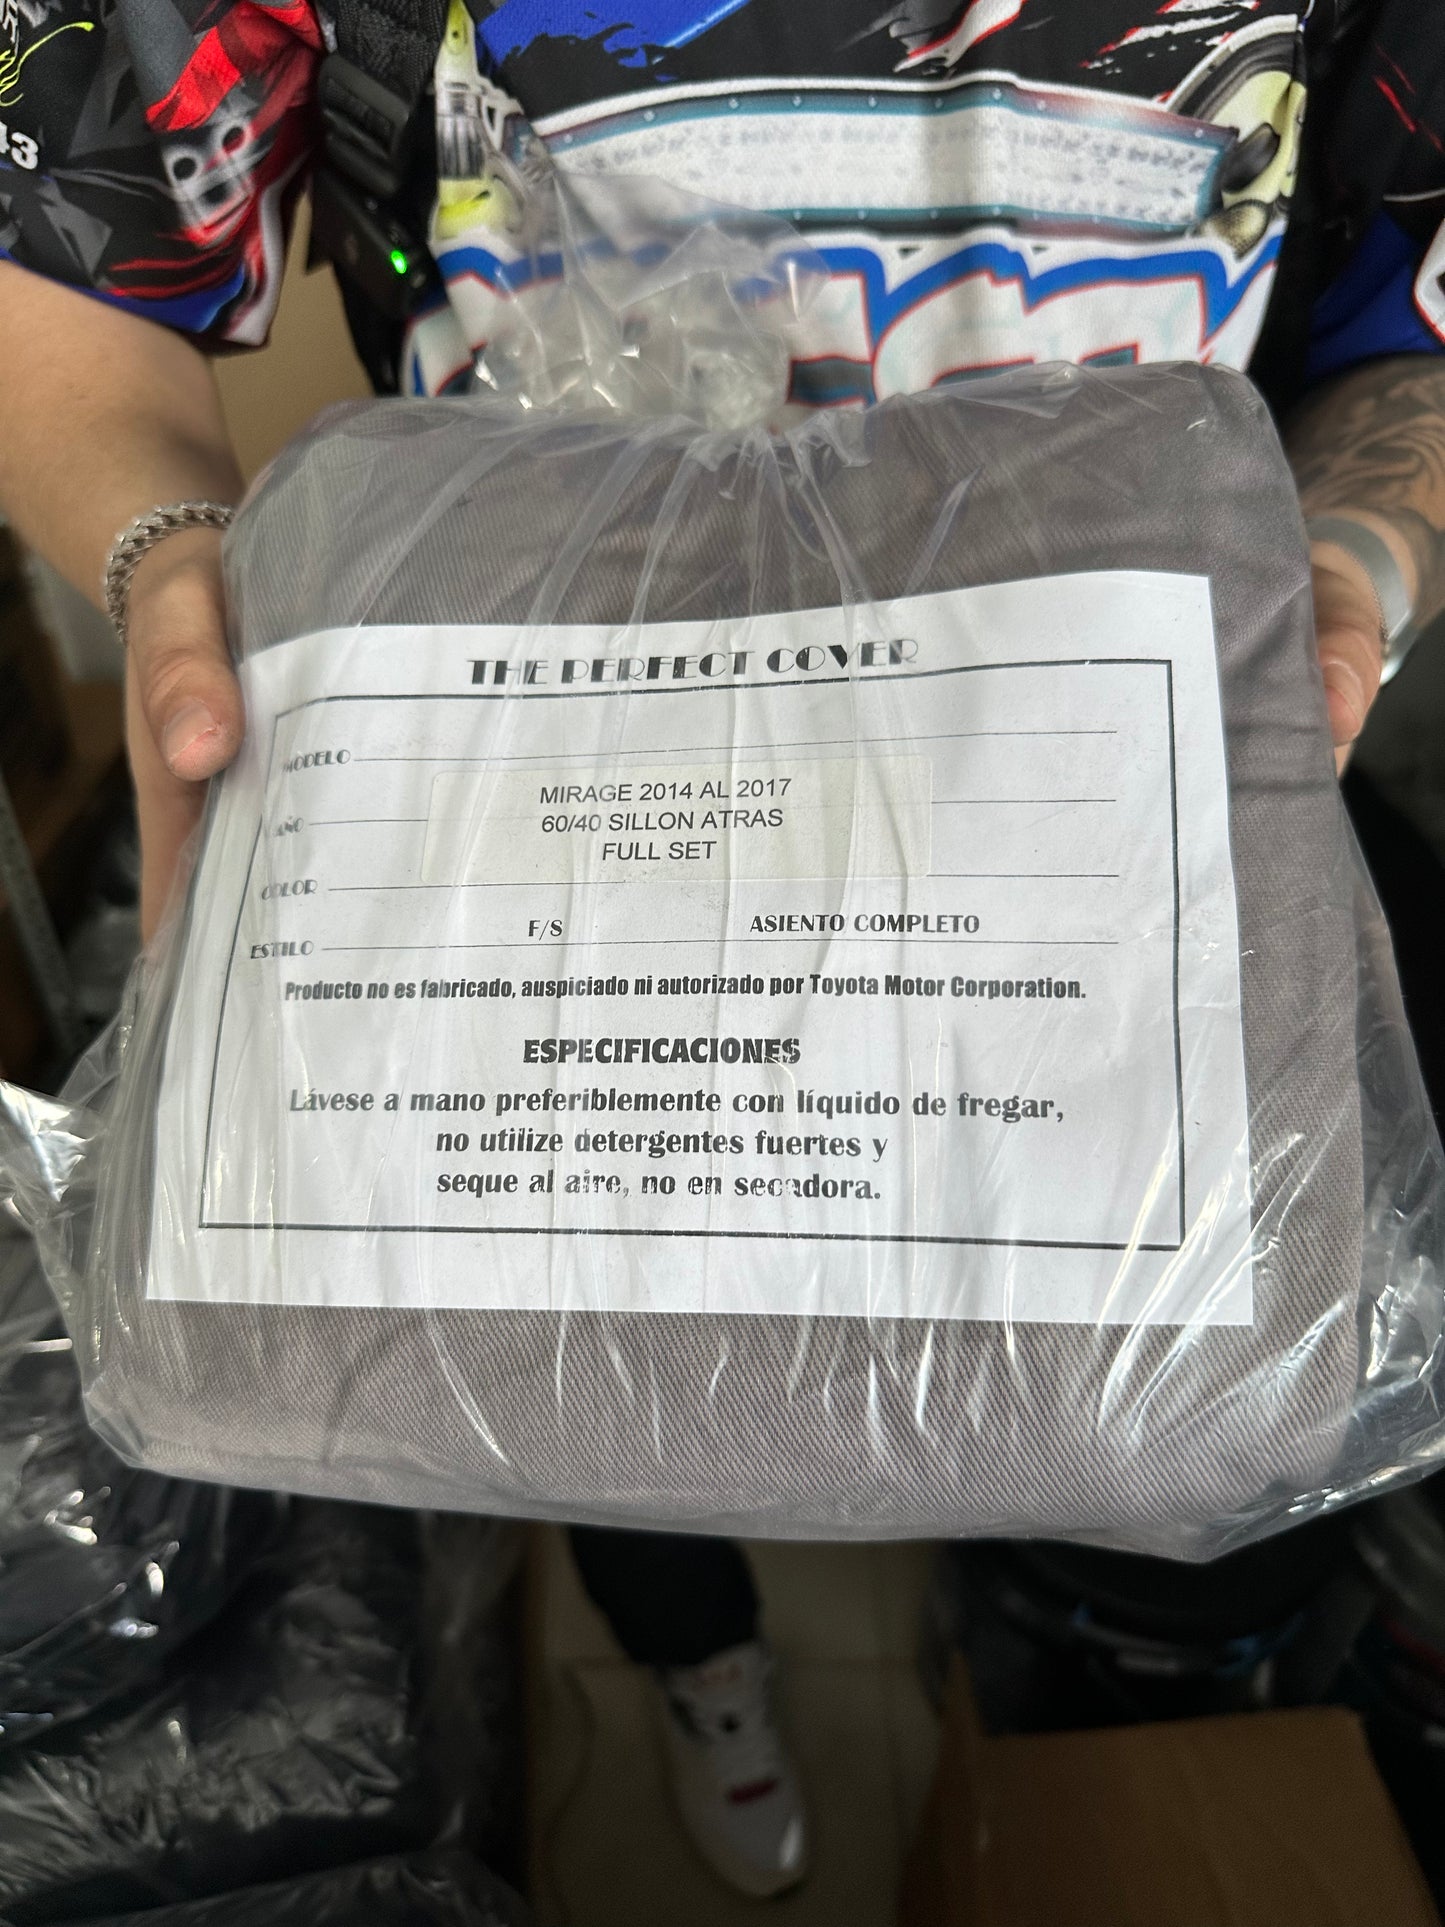 THE PERFECT COVER
MODELO
MIRAGE 2014 AL 2017
AÑO
60/40 SILLON ATRAS
FULL SET
COLOR
F/S ASIENTO COMPLETO
ESTILO
Producto no es fabricado, auspiciado ni autorizado por Toyota Motor Corporation.
ESPECIFICACIONES
Lávese a mano preferiblemente con líquido de fregar,
no utilize detergentes fuertes y
seque al aire, no en secadora.